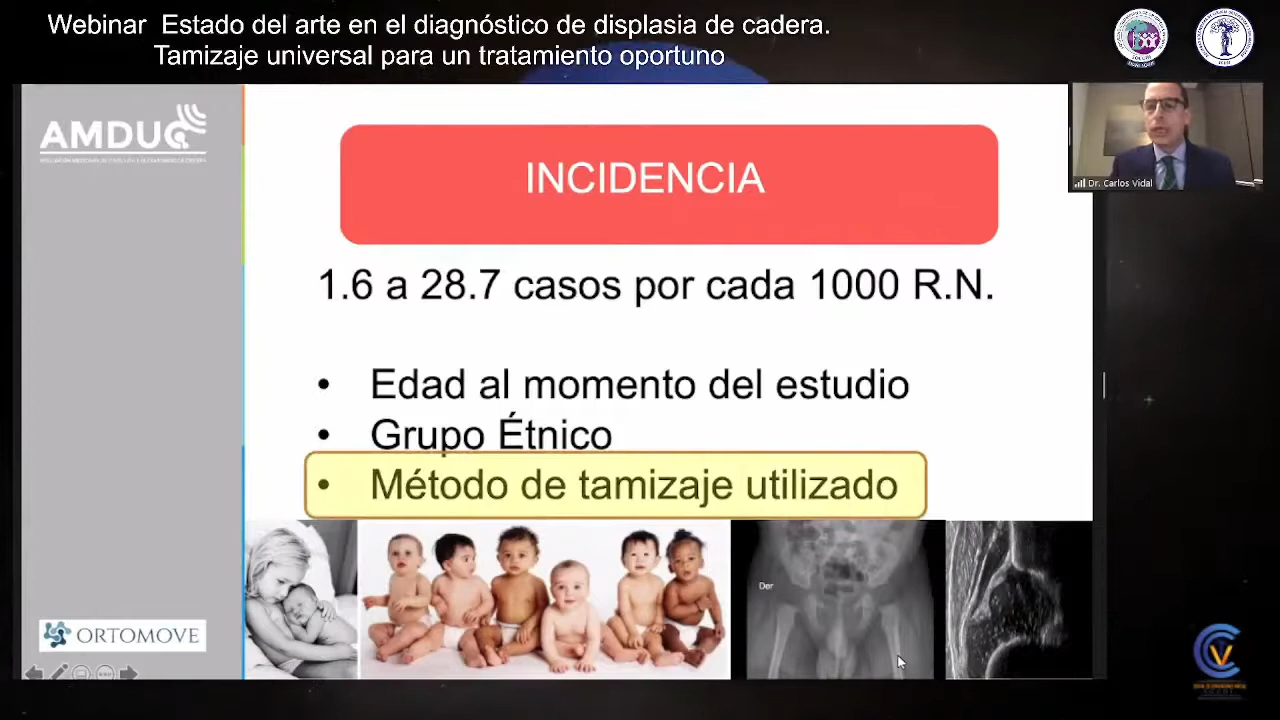 Webinar Estado del arte en el diagnóstico de displasia de cadera.
Tamizaje universal para un tratamiento oportuno
AMDUC
INCIDENCIA
Dr. Carlos Vidal
1.6 a 28.7 casos por cada 1000 R.N.
• Edad al momento del estudio
• Grupo Étnico
• Método de tamizaje utilizado
Der
ORTOMOVE